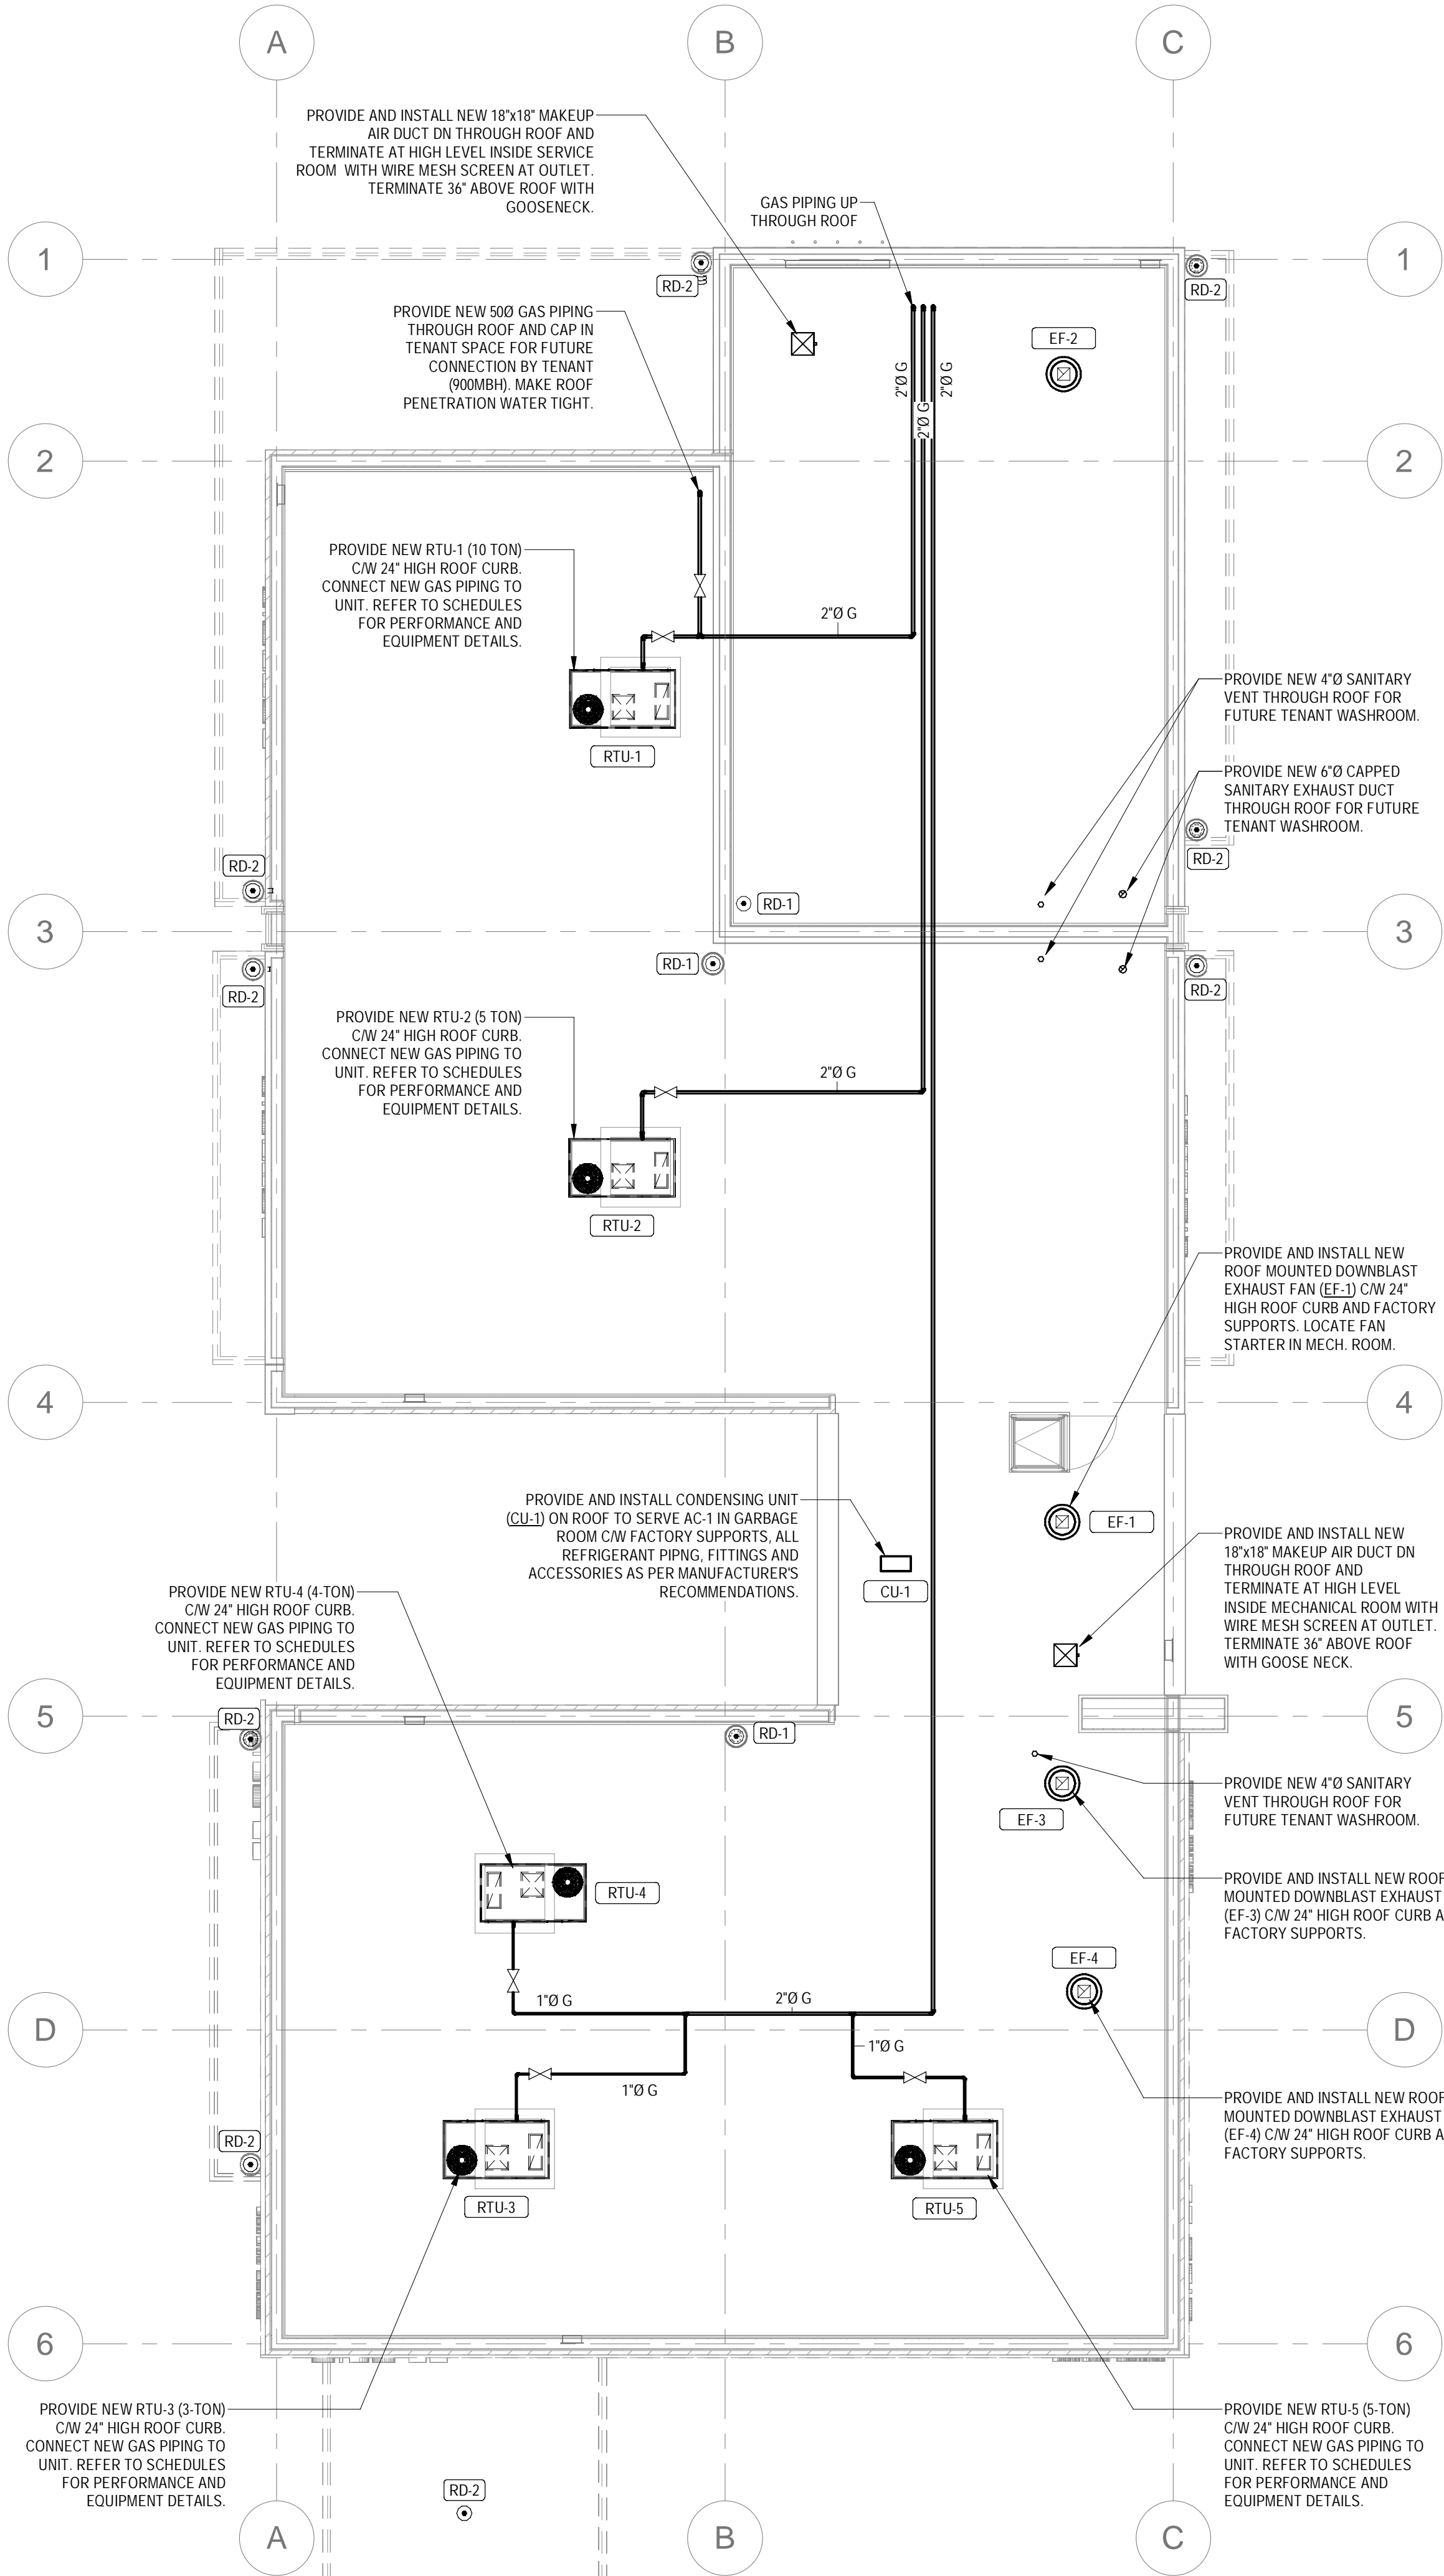 A
B
C
PROVIDE AND INSTALL NEW 18"x18" MAKEUP
AIR DUCT DN THROUGH ROOF AND
TERMINATE AT HIGH LEVEL INSIDE SERVICE
ROOM WITH WIRE MESH SCREEN AT OUTLET.
TERMINATE 36" ABOVE ROOF WITH
GOOSENECK.
GAS PIPING UP
THROUGH ROOF
1
1
RD-2
RD-2
PROVIDE NEW 50Ø GAS PIPING
THROUGH ROOF AND CAP IN
TENANT SPACE FOR FUTURE
CONNECTION BY TENANT
(900MBH). MAKE ROOF
PENETRATION WATER TIGHT.
EF-2
2"Ø G
2"Ø G
2"Ø G
2
2
PROVIDE NEW RTU-1 (10 TON)
C/W 24" HIGH ROOF CURB.
CONNECT NEW GAS PIPING TO
UNIT. REFER TO SCHEDULES
FOR PERFORMANCE AND
EQUIPMENT DETAILS.
2"Ø G
RTU-1
PROVIDE NEW 4"Ø SANITARY
VENT THROUGH ROOF FOR
FUTURE TENANT WASHROOM.
PROVIDE NEW 6"Ø CAPPED
SANITARY EXHAUST DUCT
THROUGH ROOF FOR FUTURE
TENANT WASHROOM.
RD-2
RD-2
RD-1
3
3
RD-1
RD-2
RD-2
PROVIDE NEW RTU-2 (5 TON)
C/W 24" HIGH ROOF CURB.
CONNECT NEW GAS PIPING TO
UNIT. REFER TO SCHEDULES
FOR PERFORMANCE AND
EQUIPMENT DETAILS.
2"Ø G
RTU-2
PROVIDE AND INSTALL NEW
ROOF MOUNTED DOWNBLAST
EXHAUST FAN (EF-1) C/W 24"
HIGH ROOF CURB AND FACTORY
SUPPORTS. LOCATE FAN
STARTER IN MECH. ROOM.
4
4
PROVIDE AND INSTALL CONDENSING UNIT
(CU-1) ON ROOF TO SERVE AC-1 IN GARBAGE
ROOM C/W FACTORY SUPPORTS, ALL
REFRIGERANT PIPNG, FITTINGS AND
ACCESSORIES AS PER MANUFACTURER'S
RECOMMENDATIONS.
EF-1
CU-1
PROVIDE AND INSTALL NEW
18"x18" MAKEUP AIR DUCT DN
THROUGH ROOF AND
TERMINATE AT HIGH LEVEL
INSIDE MECHANICAL ROOM WITH
WIRE MESH SCREEN AT OUTLET.
TERMINATE 36" ABOVE ROOF
WITH GOOSE NECK.
PROVIDE NEW RTU-4 (4-TON)
C/W 24" HIGH ROOF CURB.
CONNECT NEW GAS PIPING TO
UNIT. REFER TO SCHEDULES
FOR PERFORMANCE AND
EQUIPMENT DETAILS.
5
5
RD-2
RD-1
PROVIDE NEW 4"Ø SANITARY
VENT THROUGH ROOF FOR
FUTURE TENANT WASHROOM.
EF-3
PROVIDE AND INSTALL NEW ROOF
MOUNTED DOWNBLAST EXHAUST
(EF-3) C/W 24" HIGH ROOF CURB A
FACTORY SUPPORTS.
RTU-4
EF-4
1"Ø G
2"Ø G
D
D
1"Ø G
1"Ø G
PROVIDE AND INSTALL NEW ROOF
MOUNTED DOWNBLAST EXHAUST
(EF-4) C/W 24" HIGH ROOF CURB A
FACTORY SUPPORTS.
RD-2
RTU-3
RTU-5
6
6
PROVIDE NEW RTU-3 (3-TON)
C/W 24" HIGH ROOF CURB.
CONNECT NEW GAS PIPING TO
UNIT. REFER TO SCHEDULES
FOR PERFORMANCE AND
EQUIPMENT DETAILS.
PROVIDE NEW RTU-5 (5-TON)
C/W 24" HIGH ROOF CURB.
CONNECT NEW GAS PIPING TO
UNIT. REFER TO SCHEDULES
FOR PERFORMANCE AND
EQUIPMENT DETAILS.
RD-2
A
B
C